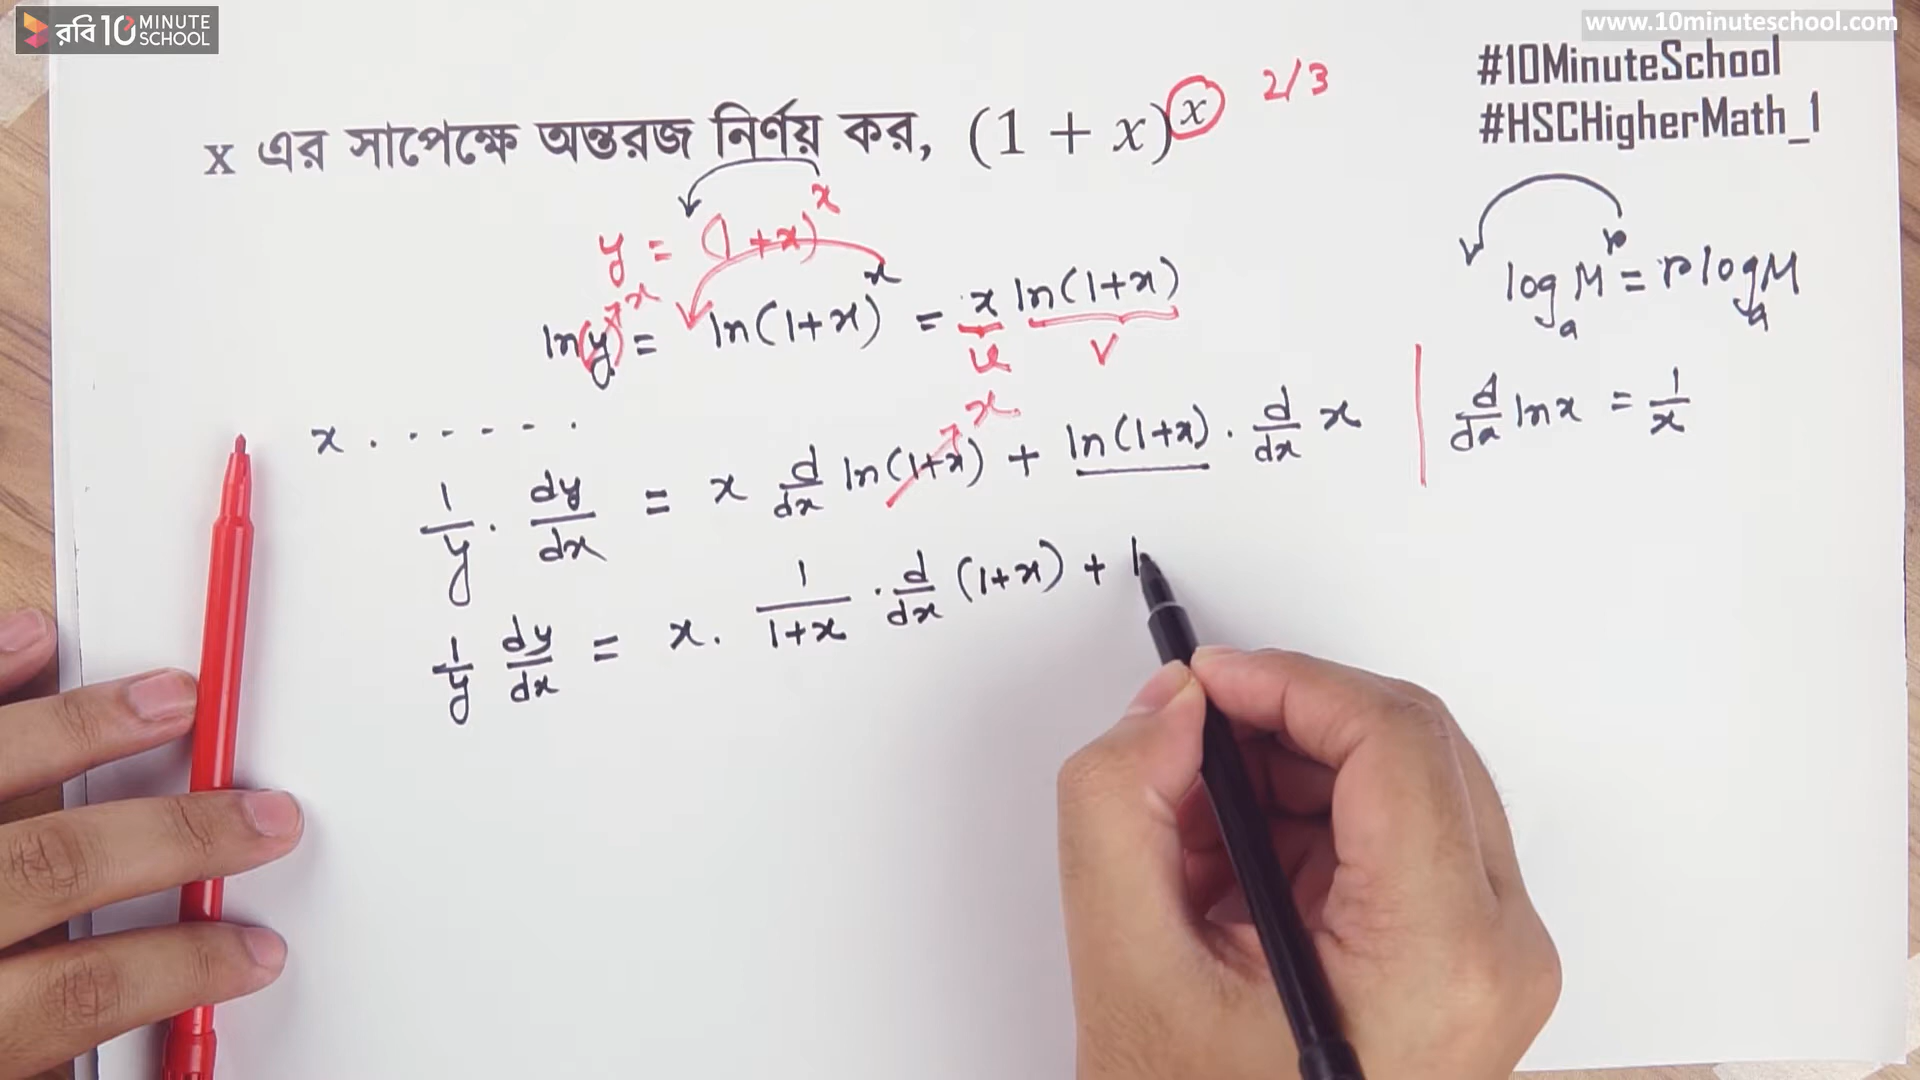 রবি 10 MINUTE SCHOOL
www.10minuteschool.com
#10MinuteSchool
#HSCHigherMath_1
x এর সাপেক্ষে অন্তরজ নির্ণয় কর, (1 + x)^x 2/3
y = (1+x)^x
ln(y)^x = ln(1+x)^x = x ln(1+x)
u v
log_a M^r = r log_a M
x . . . . . . .
d/dx ln x = 1/x
x
1/y . dy/dx = x d/dx ln(1+x) + ln(1+x) . d/dx x
1/y dy/dx = x . 1/1+x . d/dx (1+x) +